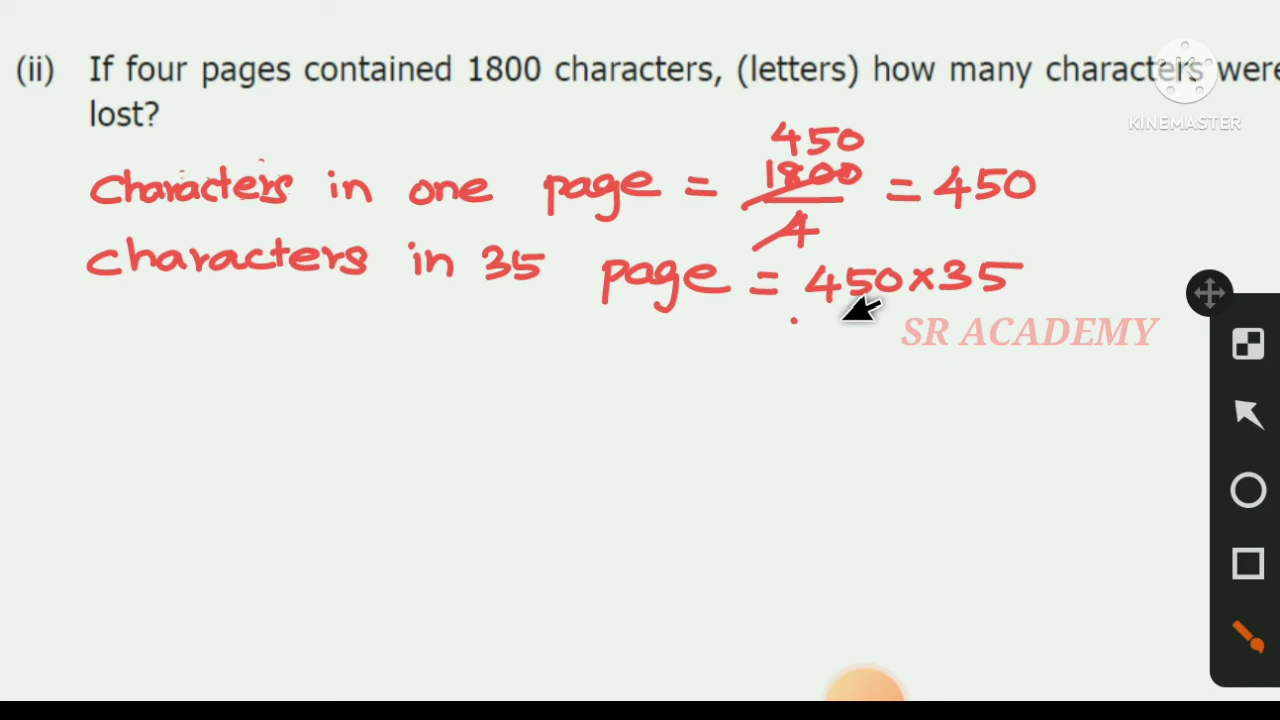 (ii) If four pages contained 1800 characters, (letters) how many characters were
lost?
KINEMASTER
450
characters in one page = 1800/4 = 450
characters in 35 page = 450×35
SR ACADEMY